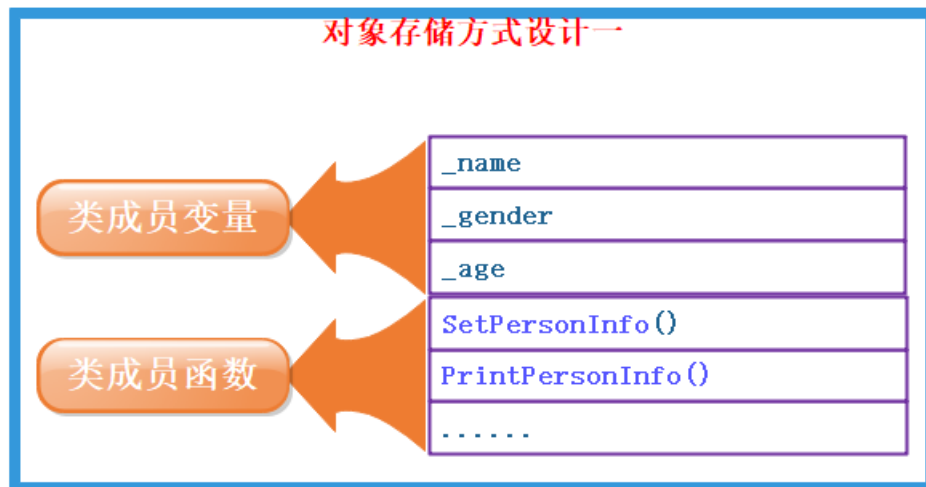 对象存储方式设计一
_name
类成员变量
_gender
_age
SetPersonInfo()
类成员函数
PrintPersonInfo()
......